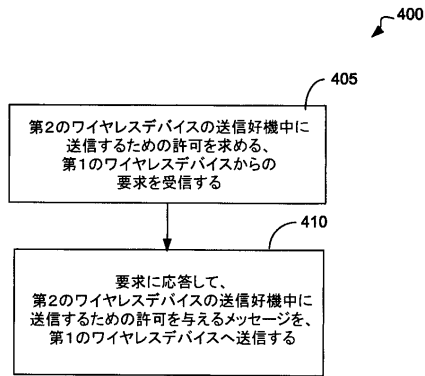 400
405
第2のワイヤレスデバイスの送信好機中に
送信するための許可を求める、
第1のワイヤレスデバイスからの
要求を受信する
410
要求に応答して、
第2のワイヤレスデバイスの送信好機中に
送信するための許可を与えるメッセージを、
第1のワイヤレスデバイスへ送信する